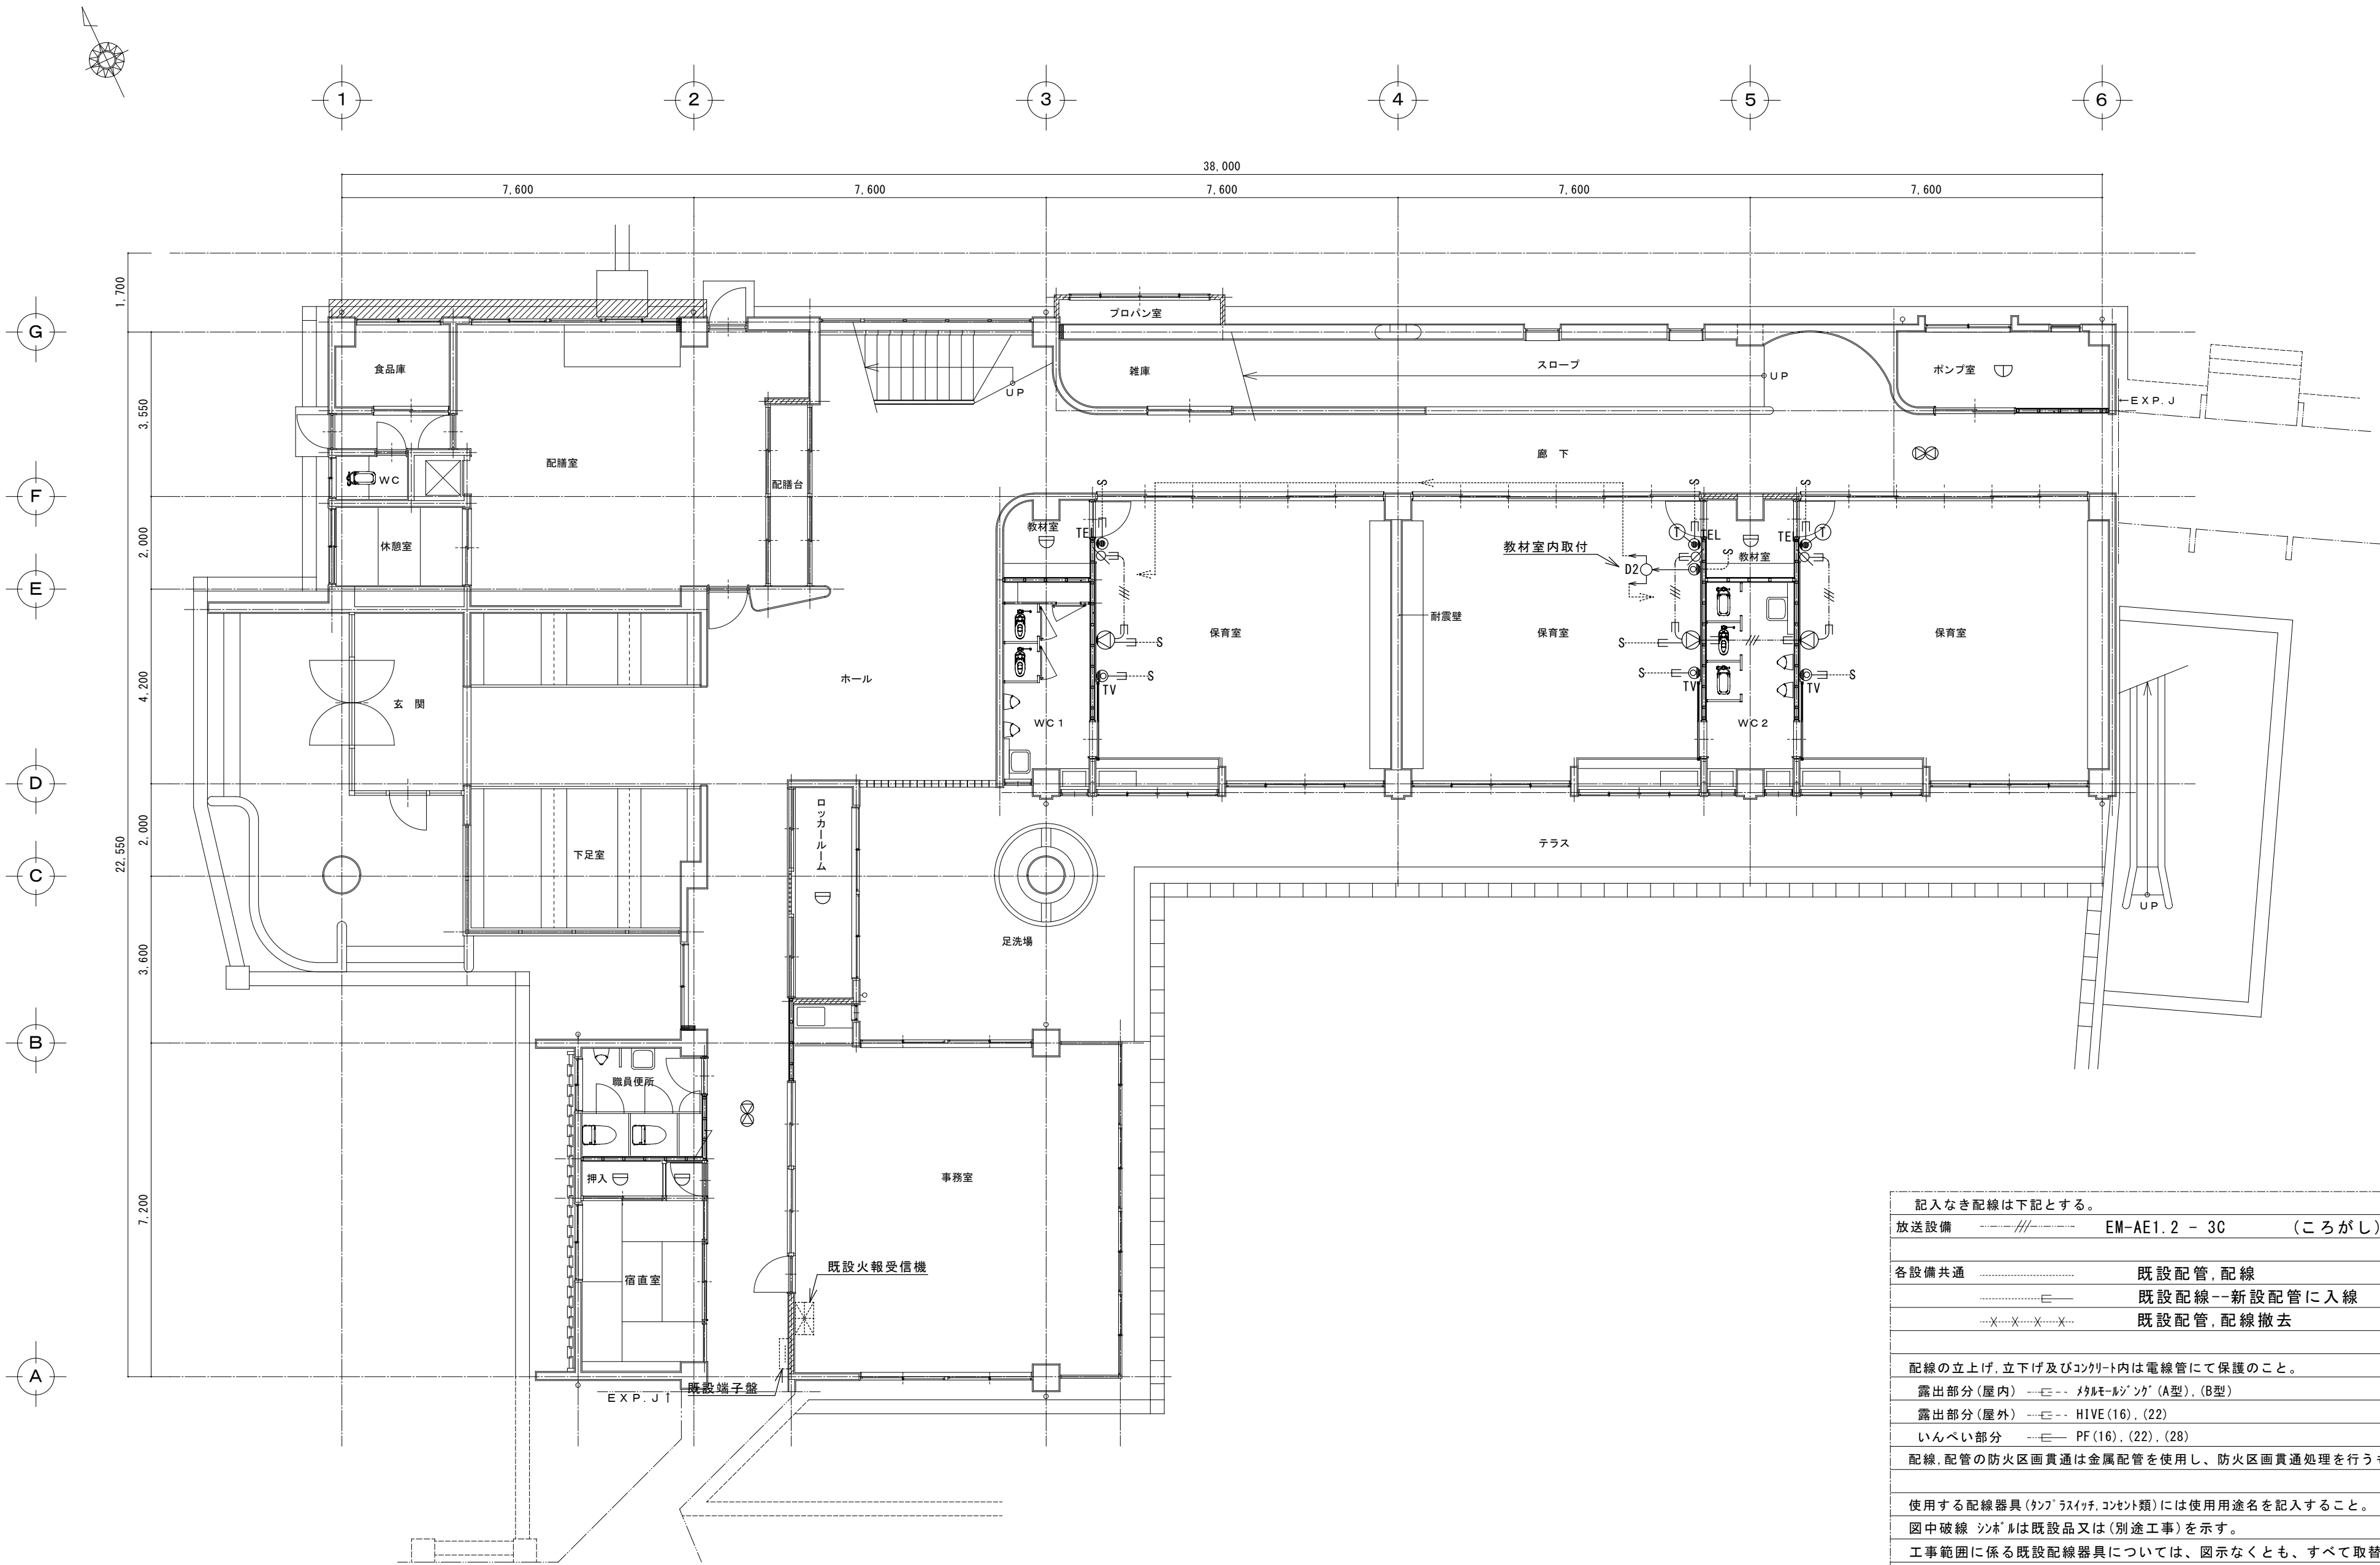 1
2
3
4
5
6
38,000
7,600
7,600
7,600
7,600
7,600
1,700
3,550
2,000
4,200
2,000
3,600
7,200
22,550
G
F
E
D
C
B
A
プロパン室
食品庫
雑庫
スロープ
ポンプ室
UP
UP
←EXP.J
配膳室
配膳台
廊 下
WC
休憩室
S
S
S
教材室
TEL
T
TEL
教材室
TEL
T
教材室内取付
D2
S
耐震壁
保育室
保育室
保育室
S
S
S
S
S
TV
TV
TV
ホール
玄 関
WC1
WC2
ロッカールーム
下足室
テラス
足洗場
UP
職員便所
押入
事務室
宿直室
既設火報受信機
既設端子盤
EXP.J↑
記入なき配線は下記とする。
放送設備 EM-AE1.2 - 3C (ころがし)
各設備共通 既設配管,配線
既設配線--新設配管に入線
-X--X--X--X- 既設配管,配線撤去
配線の立上げ,立下げ及びコンクリート内は電線管にて保護のこと。
露出部分(屋内) メタルモールジング(A型),(B型)
露出部分(屋外) HIVE(16),(22)
いんぺい部分 PF(16),(22),(28)
配線,配管の防火区画貫通は金属配管を使用し、防火区画貫通処理を行う
使用する配線器具(タンプラスイッチ,コンセント類)には使用用途名を記入すること。
図中破線 シンボルは既設品又は(別途工事)を示す。
工事範囲に係る既設配線器具については、図示なくとも、すべて取替